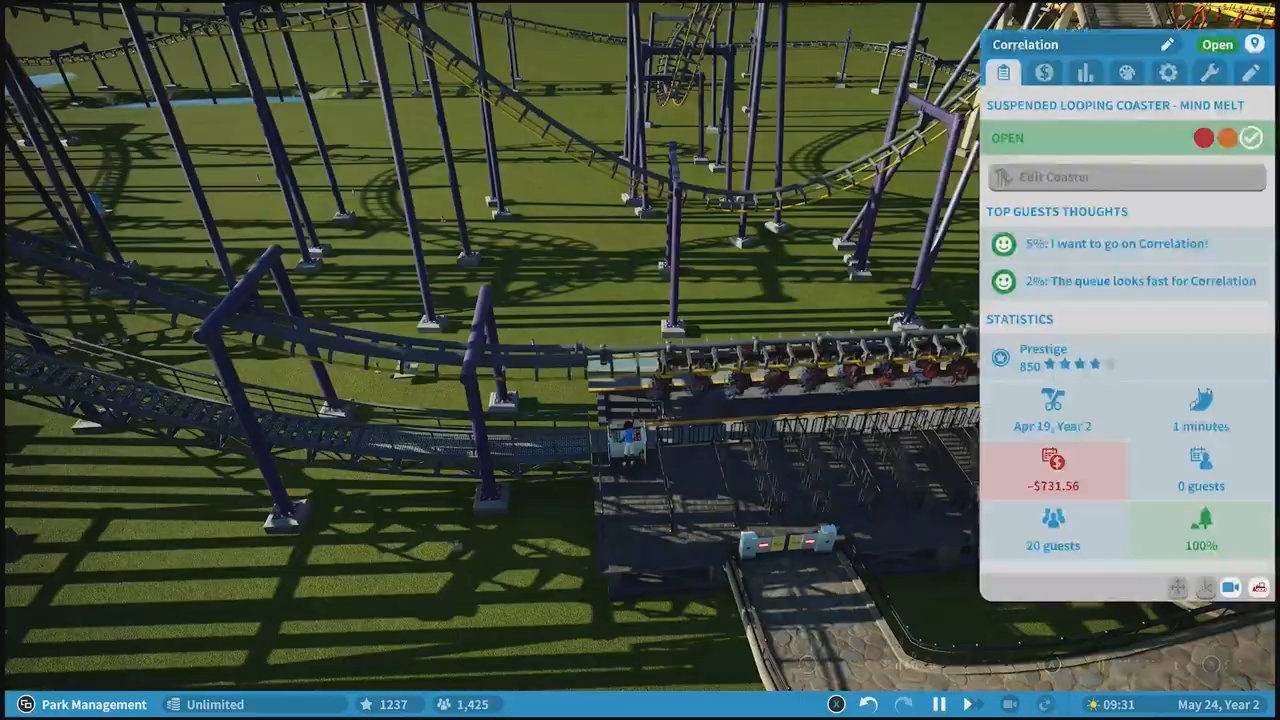 Correlation
Open
SUSPENDED LOOPING COASTER - MIND MELT
OPEN
Edit Coaster
TOP GUESTS THOUGHTS
5%: I want to go on Correlation!
2%: The queue looks fast for Correlation
STATISTICS
Prestige
850
Apr 19, Year 2
1 minutes
-$731.56
0 guests
20 guests
100%
Park Management
Unlimited
1237
1,425
X
09:31
May 24, Year 2